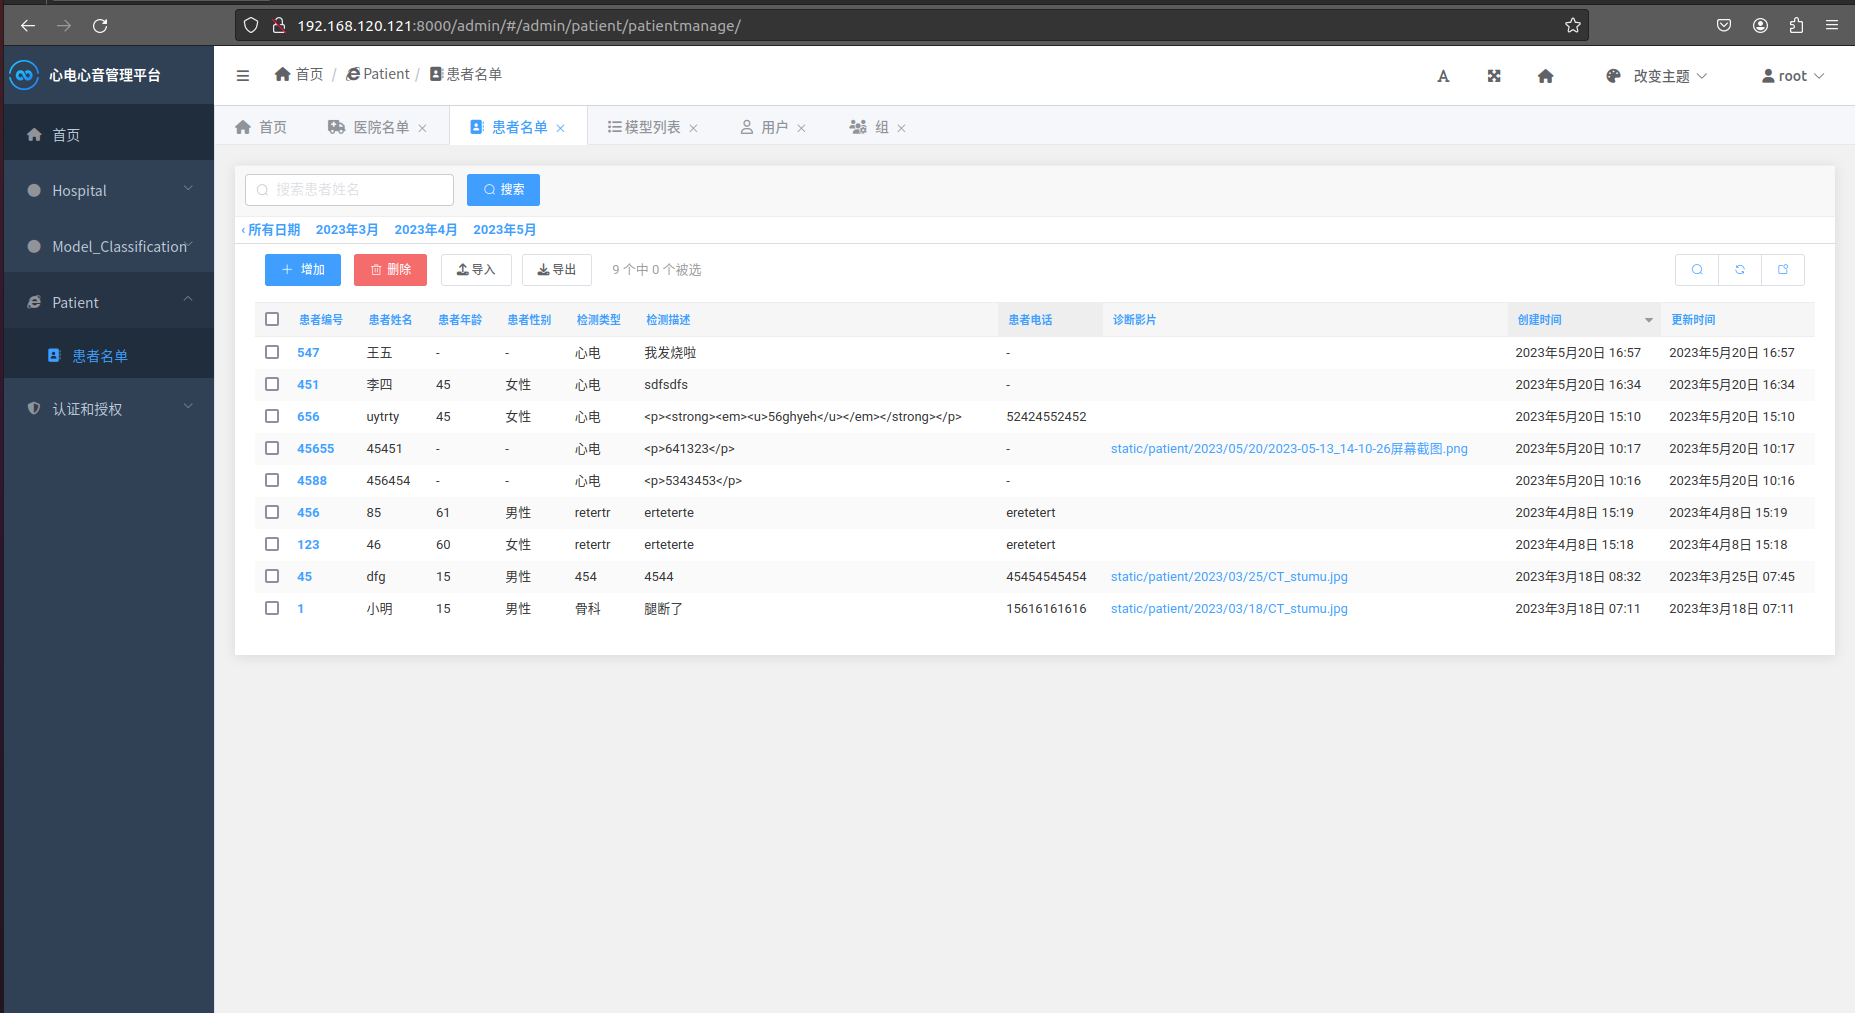 192.168.120.121:8000/admin/#/admin/patient/patientmanage/
心电心音管理平台
首页 / Patient / 患者名单
A 改变主题 root
首页 医院名单 × 患者名单 × 模型列表 × 用户 × 组 ×
首页
Hospital
Model_Classification
Patient
患者名单
认证和授权
搜索患者姓名 搜索
‹ 所有日期 2023年3月 2023年4月 2023年5月
+ 增加 删除 导入 导出 9 个中 0 个被选
患者编号 患者姓名 患者年龄 患者性别 检测类型 检测描述 患者电话 诊断影片 创建时间 更新时间
547 王五 - - 心电 我发烧啦 - 2023年5月20日 16:57 2023年5月20日 16:57
451 李四 45 女性 心电 sdfsdfs - 2023年5月20日 16:34 2023年5月20日 16:34
656 uytrty 45 女性 心电 <p><strong><em><u>56ghyeh</u></em></strong></p> 52424552452 2023年5月20日 15:10 2023年5月20日 15:10
45655 45451 - - 心电 <p>641323</p> - static/patient/2023/05/20/2023-05-13_14-10-26屏幕截图.png 2023年5月20日 10:17 2023年5月20日 10:17
4588 456454 - - 心电 <p>5343453</p> - 2023年5月20日 10:16 2023年5月20日 10:16
456 85 61 男性 retertr erteterte eretetert 2023年4月8日 15:19 2023年4月8日 15:19
123 46 60 女性 retertr erteterte eretetert 2023年4月8日 15:18 2023年4月8日 15:18
45 dfg 15 男性 454 4544 45454545454 static/patient/2023/03/25/CT_stumu.jpg 2023年3月18日 08:32 2023年3月25日 07:45
1 小明 15 男性 骨科 腿断了 15616161616 static/patient/2023/03/18/CT_stumu.jpg 2023年3月18日 07:11 2023年3月18日 07:11